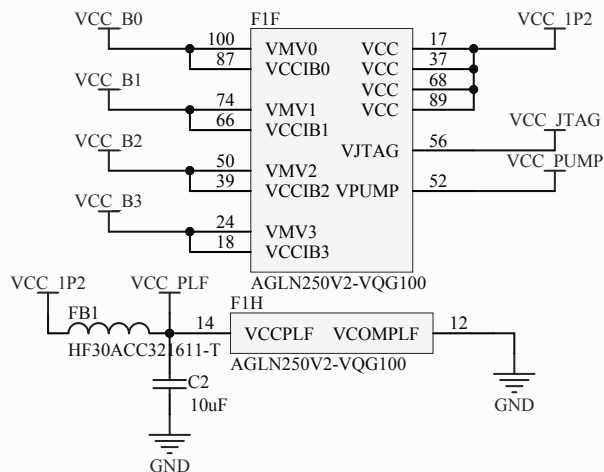 VCC_B0 F1F VCC_1P2
100 VMV0 VCC 17
87 VCCIB0 VCC 37
VCC_B1 VCC 68
74 VMV1 VCC 89
66 VCCIB1 VCC_JTAG
VJTAG 56
VCC_B2 VCC_PUMP
50 VMV2
39 VCCIB2 VPUMP 52
VCC_B3
24 VMV3
18 VCCIB3
AGLN250V2-VQG100
VCC_1P2 VCC_PLF F1H
FB1 14 VCCPLF VCOMPLF 12
HF30ACC321611-T
AGLN250V2-VQG100
C2
10uF
GND
GND